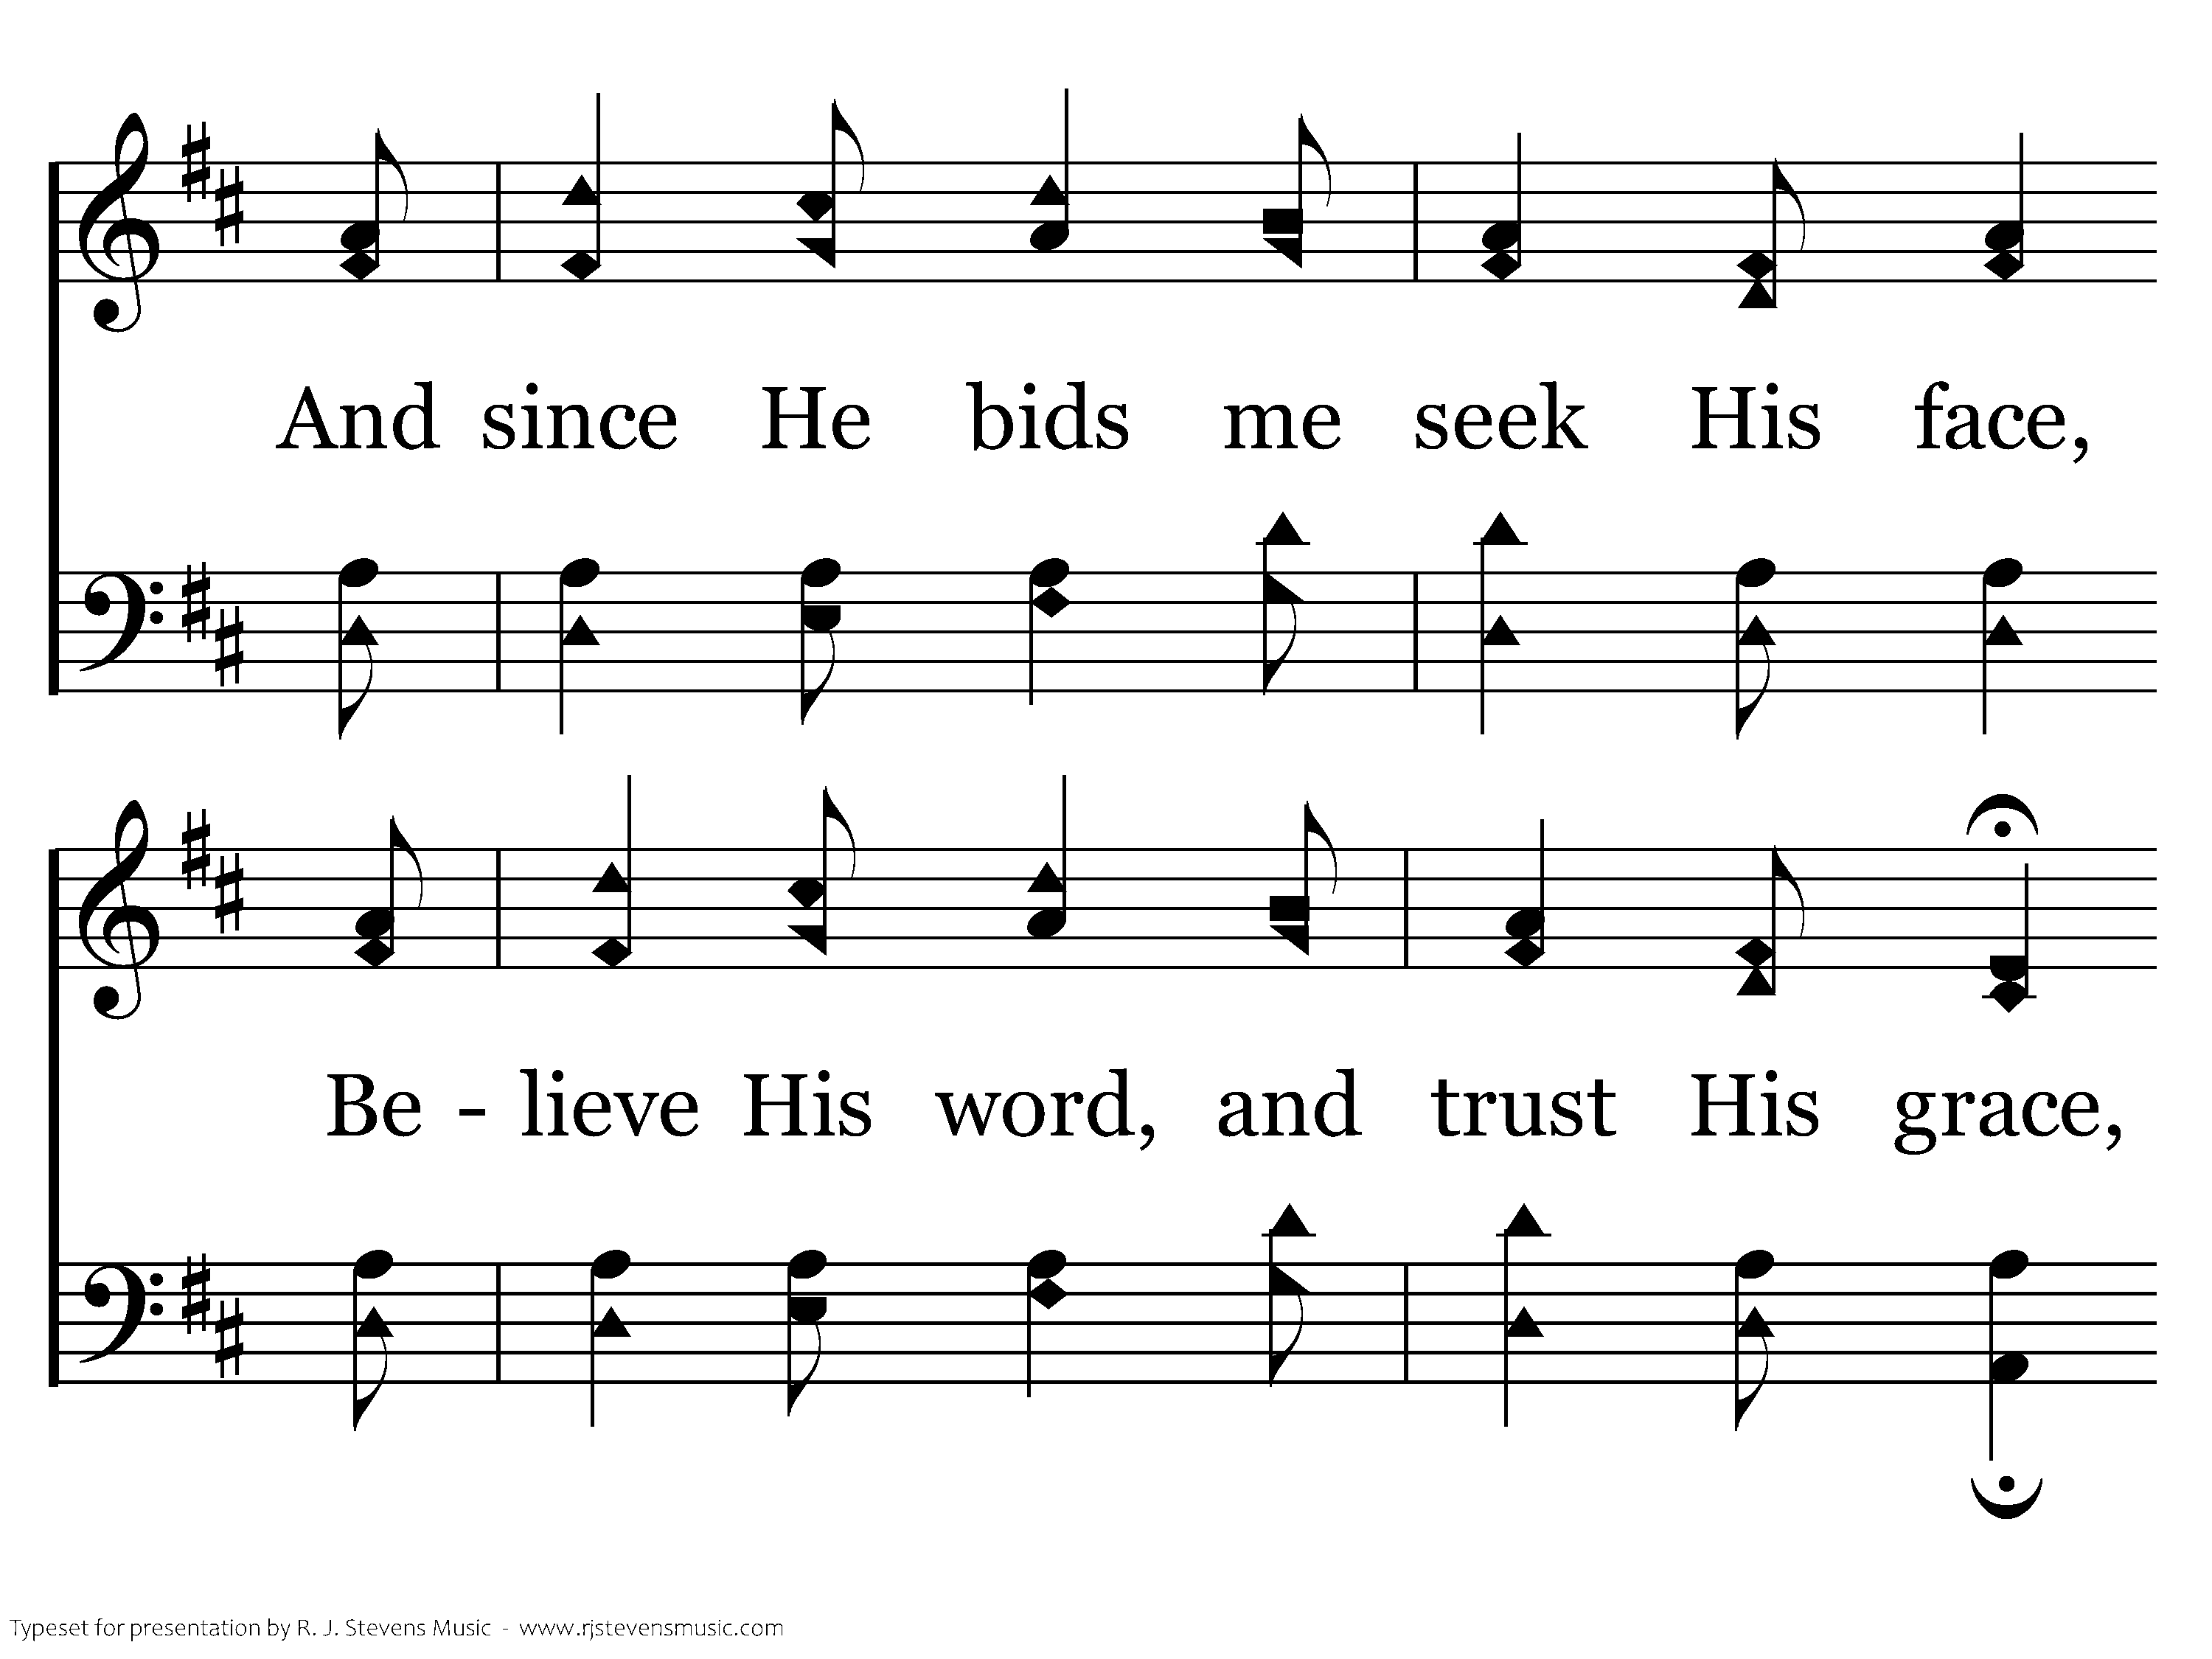 And since He bids me seek His face,
Be - lieve His word, and trust His grace,
Typeset for presentation by R. J. Stevens Music - www.rjstevensmusic.com